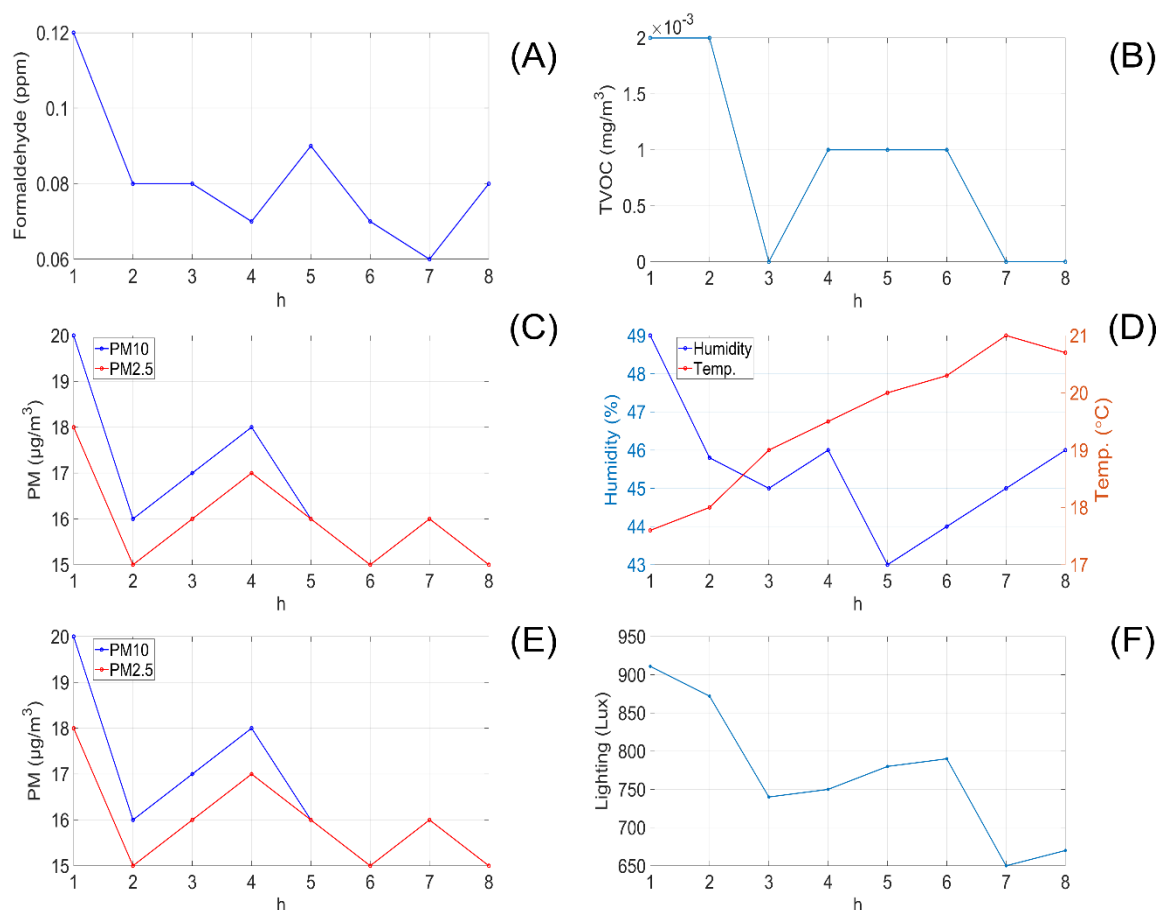 (A)
Formaldehyde (ppm)
0.12
0.1
0.08
0.06
1 2 3 4 5 6 7 8
h
(B)
×10⁻³
TVOC (mg/m³)
2
1.5
1
0.5
0
1 2 3 4 5 6 7 8
h
(C)
PM10
PM2.5
PM (µg/m³)
20
19
18
17
16
15
1 2 3 4 5 6 7 8
h
(D)
Humidity
Temp.
Humidity (%)
49
48
47
46
45
44
43
Temp. (°C)
21
20
19
18
17
1 2 3 4 5 6 7 8
h
(E)
PM10
PM2.5
PM (µg/m³)
20
19
18
17
16
15
1 2 3 4 5 6 7 8
h
(F)
Lighting (Lux)
950
900
850
800
750
700
650
1 2 3 4 5 6 7 8
h